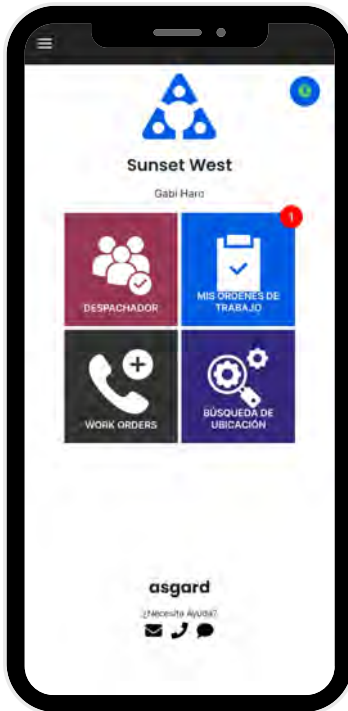 Sunset West
Gabi Haro
1
DESPACHADOR
MIS ORDENES DE
TRABAJO
WORK ORDERS
BÚSQUEDA DE
UBICACIÓN
asgard
¿Necesita Ayuda?